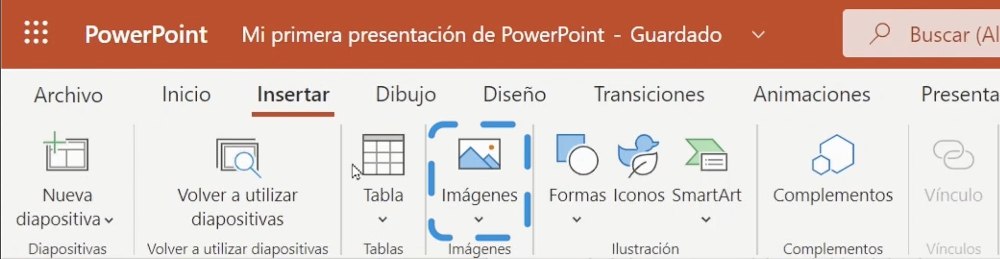 PowerPoint Mi primera presentación de PowerPoint - Guardado Buscar (Al
Archivo Inicio Insertar Dibujo Diseño Transiciones Animaciones Presenta
Nueva Volver a utilizar Tabla Imágenes Formas Iconos SmartArt Complementos Vínculo
diapositiva diapositivas
Diapositivas Volver a utilizar diapositivas Tablas Imágenes Ilustración Complementos Vínculos